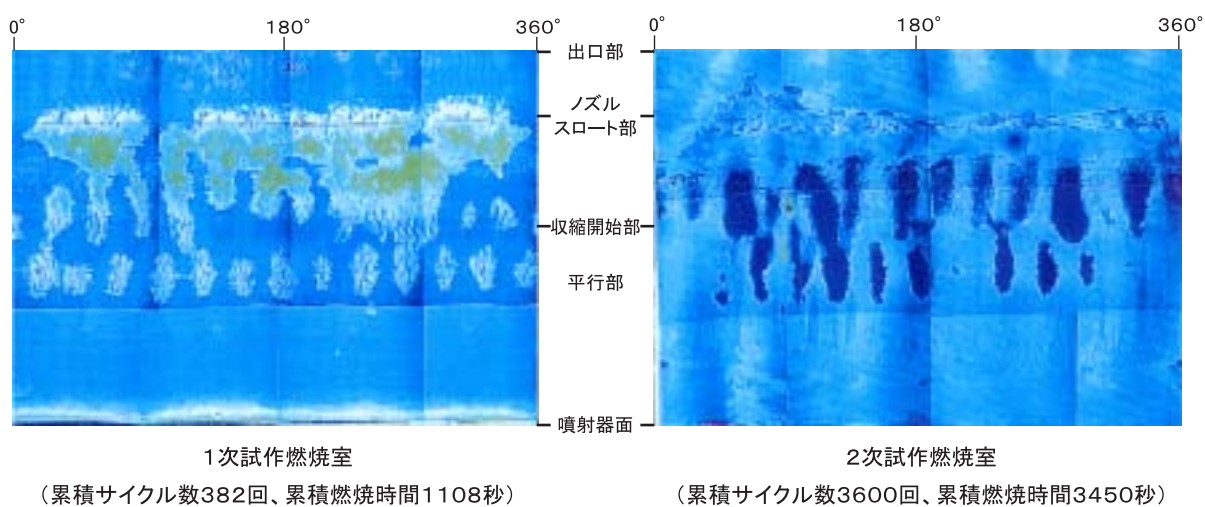 0° 180° 360° 0° 180° 360°
出口部
ノズル
スロート部
収縮開始部
平行部
噴射器面
1次試作燃焼室
（累積サイクル数382回、累積燃焼時間1108秒）
2次試作燃焼室
（累積サイクル数3600回、累積燃焼時間3450秒）